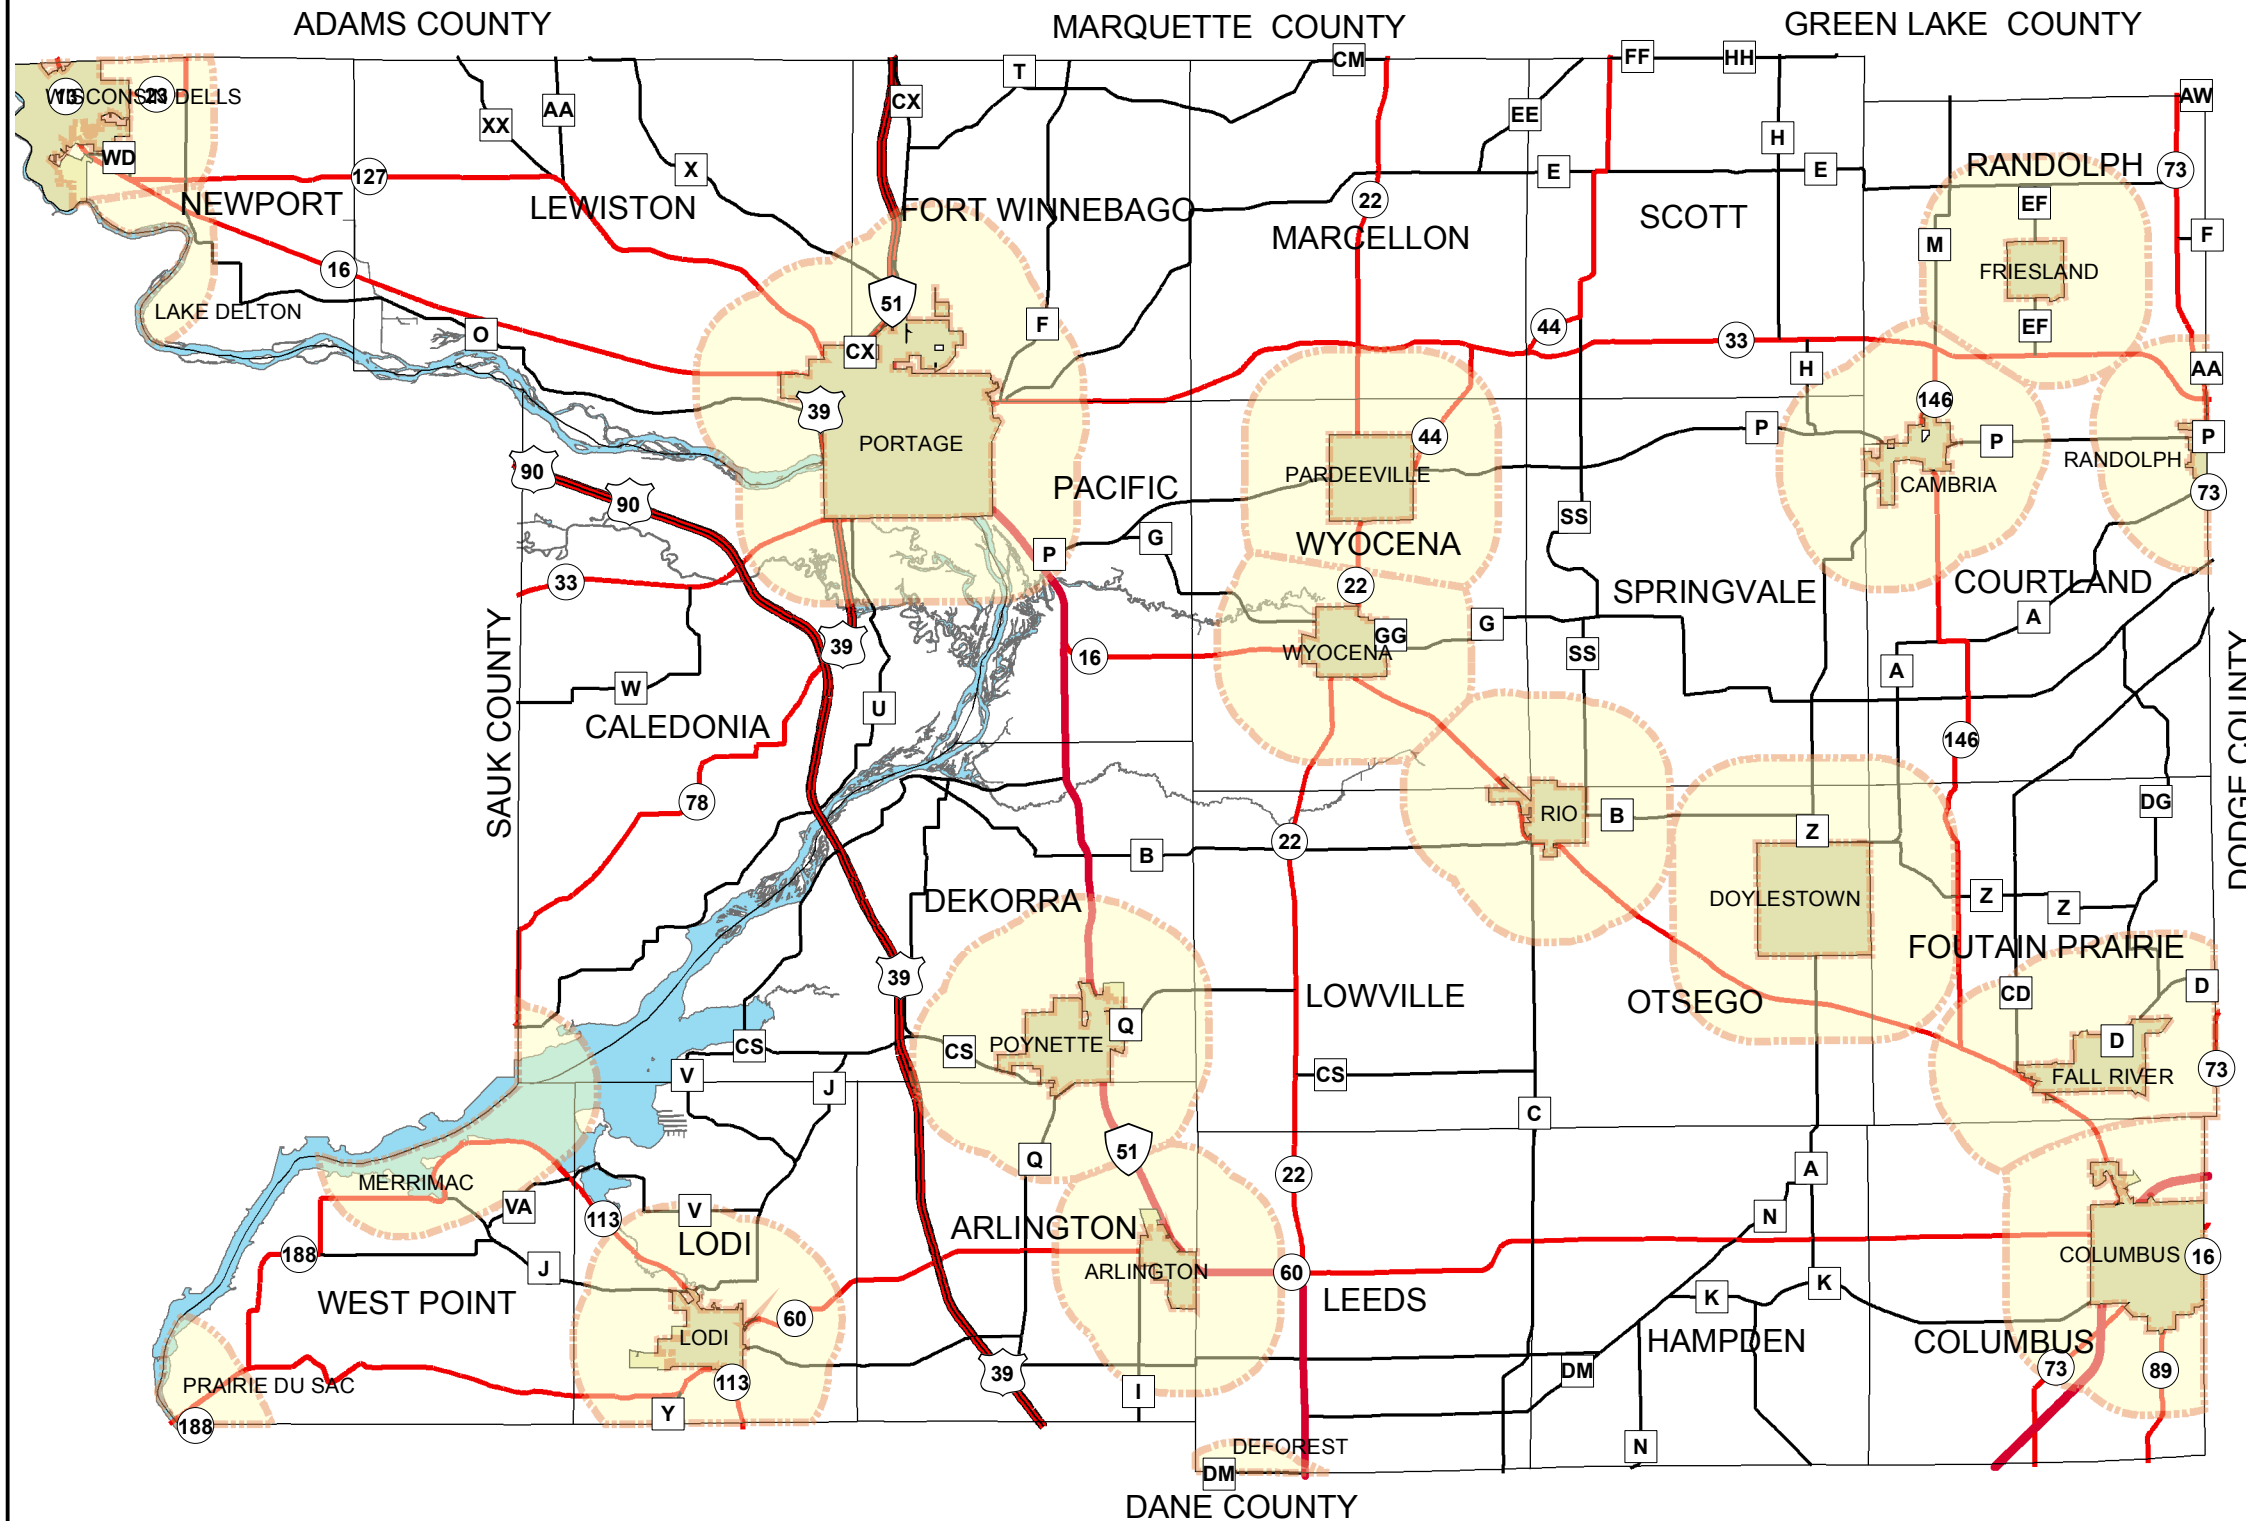 ADAMS COUNTY
MARQUETTE  COUNTY
GREEN LAKE  COUNTY
T
CM
FF
HH
WISCONSIN DELLS
13
23
CX
AW
XX
AA
EE
H
WD
127
X
E
E
RANDOLPH
73
NEWPORT
LEWISTON
FORT WINNEBAGO
22
SCOTT
EF
MARCELLON
M
F
16
FRIESLAND
51
LAKE DELTON
O
F
44
EF
33
CX
H
AA
39
146
PORTAGE
44
P
P
P
90
PARDEEVILLE
RANDOLPH
90
PACIFIC
CAMBRIA
73
SS
G
WYOCENA
P
33
22
SPRINGVALE
COURTLAND
A
G
GG
39
16
WYOCENA
SS
A
W
SAUK COUNTY
U
CALEDONIA
146
DODGE COUNTY
78
DG
RIO
B
Z
22
B
DEKORRA
DOYLESTOWN
Z
Z
FOUTAIN PRAIRIE
39
LOWVILLE
OTSEGO
CD
D
Q
CS
POYNETTE
CS
D
V
CS
FALL RIVER
73
J
C
51
Q
22
A
MERRIMAC
VA
V
113
N
ARLINGTON
LODI
188
COLUMBUS
16
J
ARLINGTON
60
K
K
WEST POINT
LEEDS
60
LODI
HAMPDEN
COLUMBUS
39
DM
73
89
PRAIRIE DU SAC
113
I
Y
188
DEFOREST
N
DM
DANE COUNTY